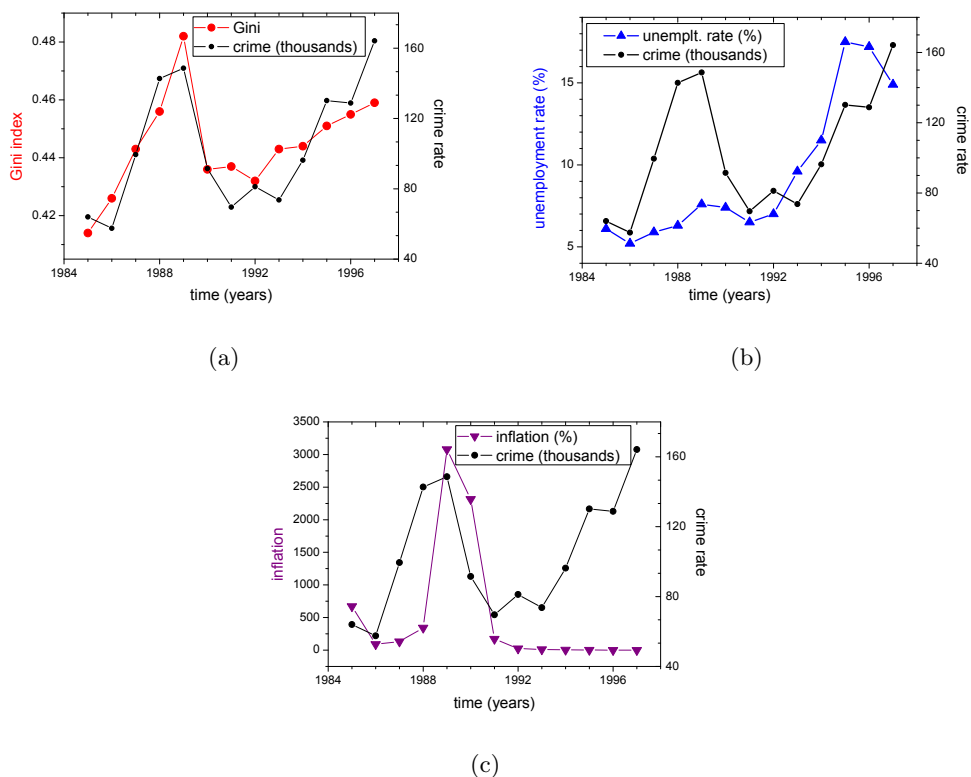 Gini
crime (thousands)
0.48
0.46
0.44
0.42
Gini index
160
120
80
40
crime rate
1984
1988
1992
1996
time (years)
(a)
unemplt. rate (%)
crime (thousands)
15
10
5
unemployment rate (%)
160
120
80
40
crime rate
1984
1988
1992
1996
time (years)
(b)
inflation (%)
crime (thousands)
3500
3000
2500
2000
1500
1000
500
0
inflation
160
120
80
40
crime rate
1984
1988
1992
1996
time (years)
(c)